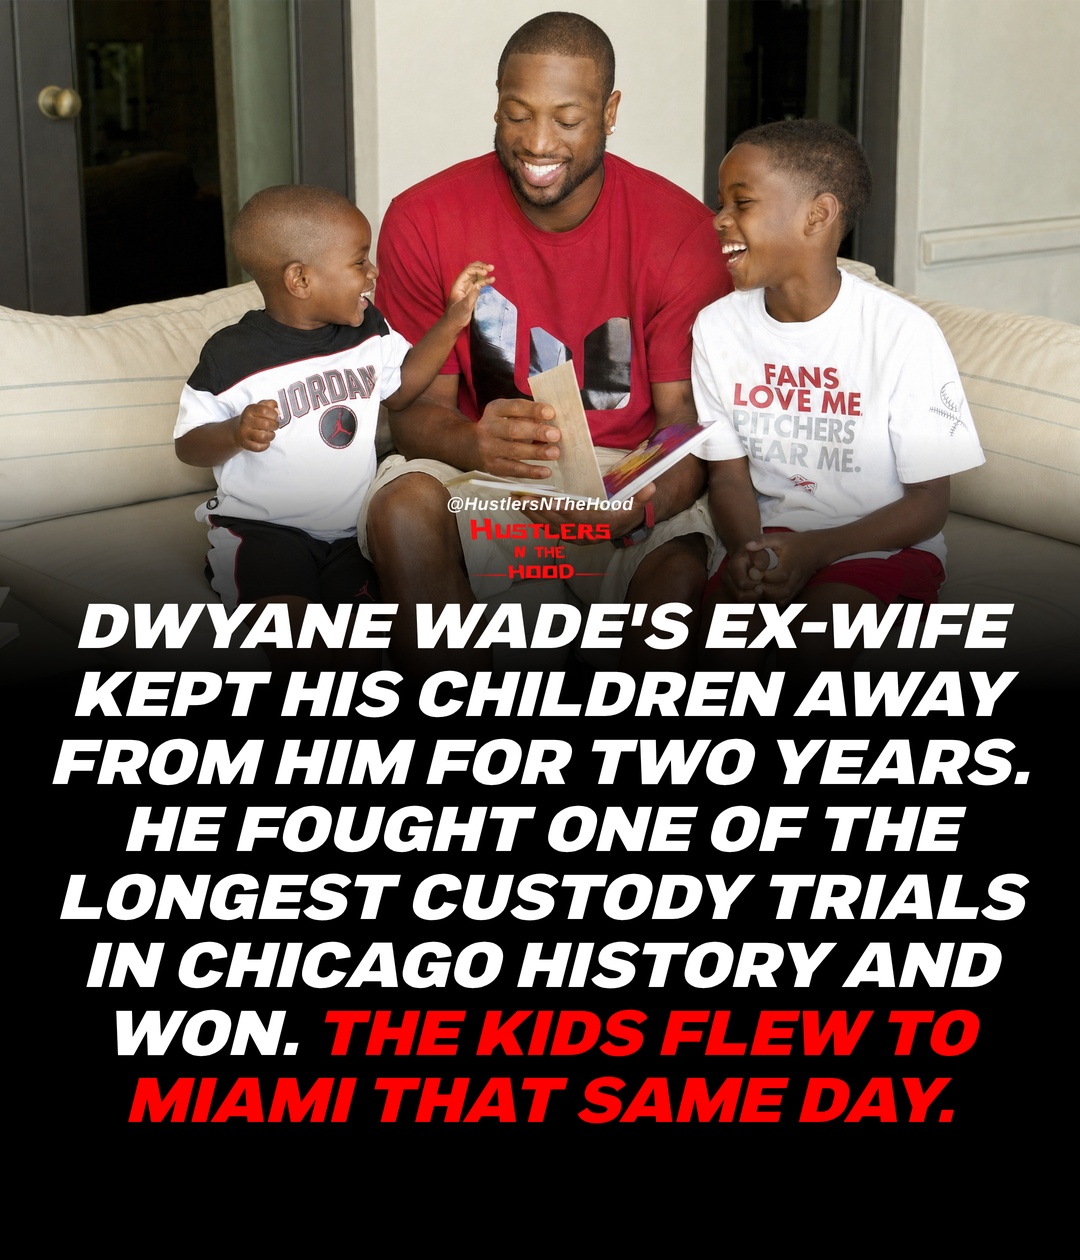 JORDAN
FANS
LOVE ME
PITCHERS
FEAR ME.
@HustlersNTheHood
HUSTLERS
N THE
HOOD
DWYANE WADE'S EX-WIFE
KEPT HIS CHILDREN AWAY
FROM HIM FOR TWO YEARS.
HE FOUGHT ONE OF THE
LONGEST CUSTODY TRIALS
IN CHICAGO HISTORY AND
WON. THE KIDS FLEW TO
MIAMI THAT SAME DAY.